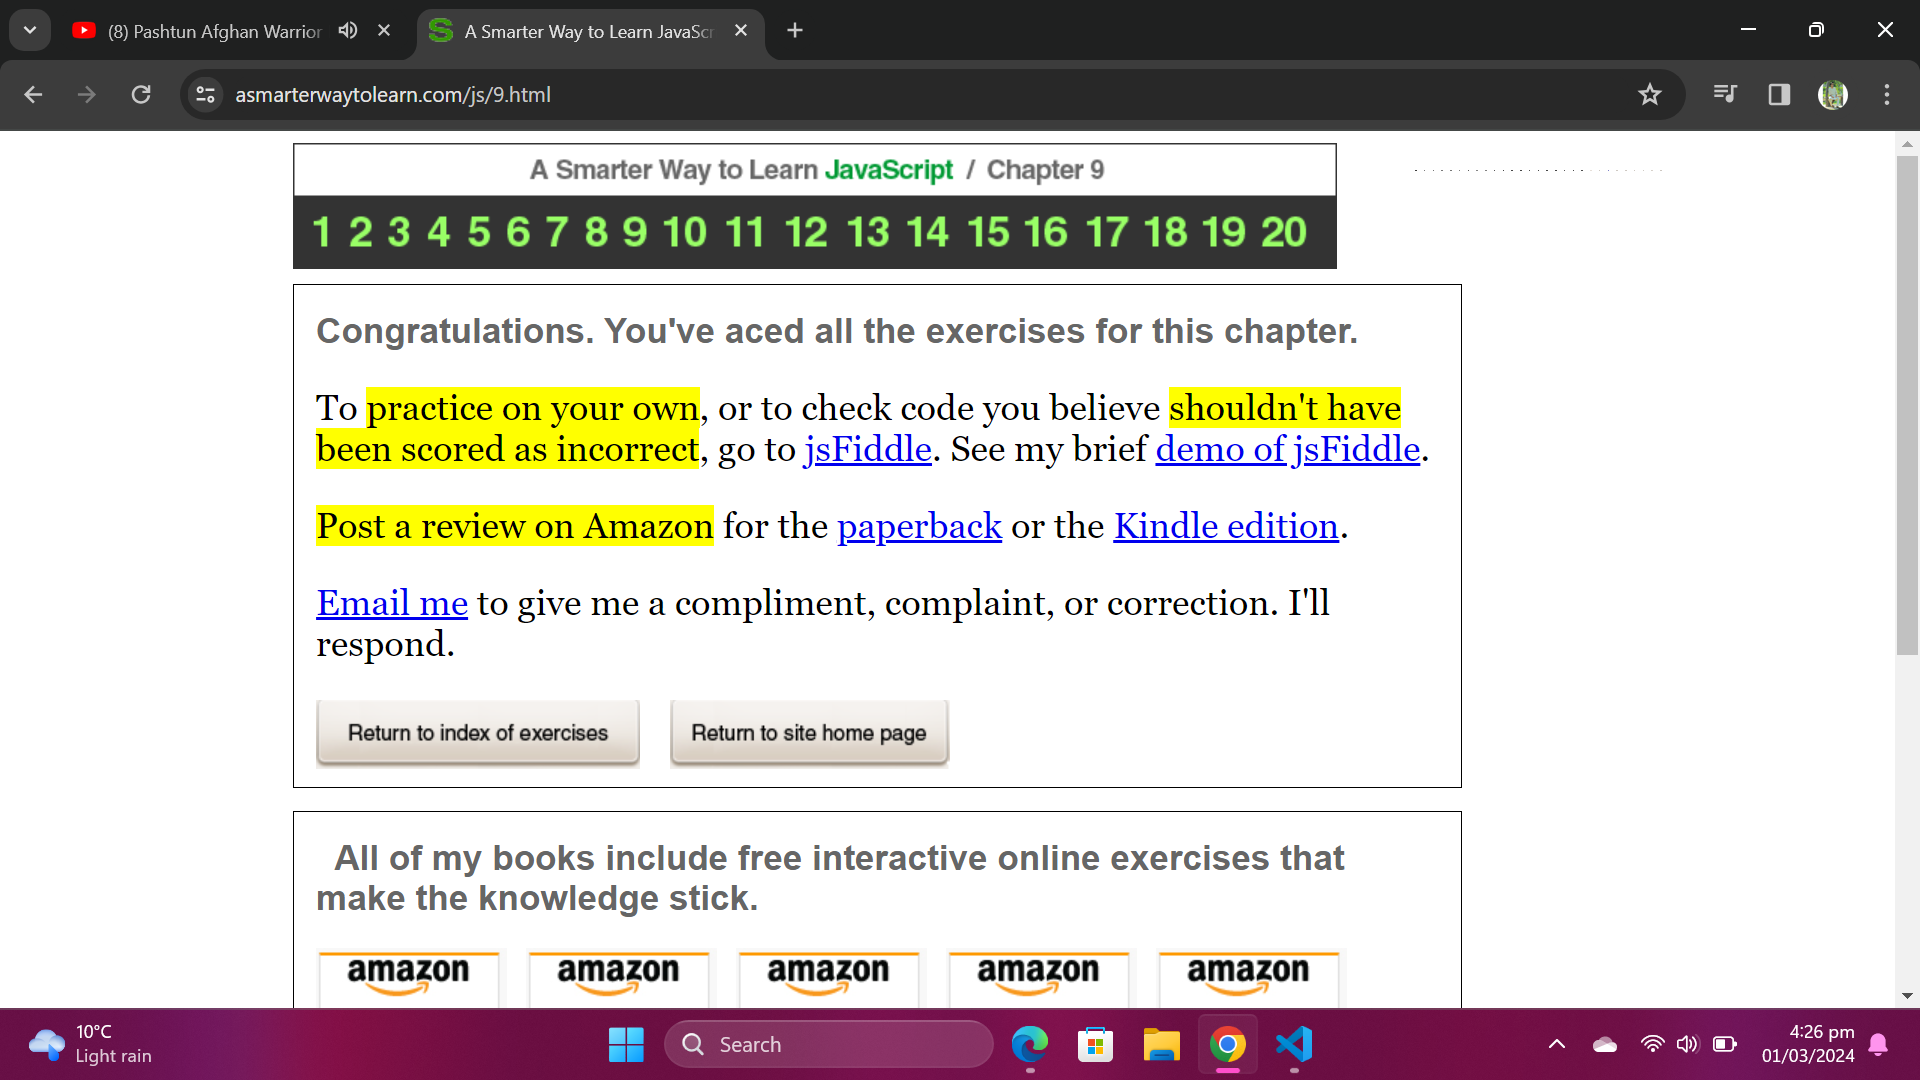 (8) Pashtun Afghan Warrior
A Smarter Way to Learn JavaScr
asmarterwaytolearn.com/js/9.html
A Smarter Way to Learn JavaScript / Chapter 9
1 2 3 4 5 6 7 8 9 10 11 12 13 14 15 16 17 18 19 20
Congratulations. You've aced all the exercises for this chapter.
To practice on your own, or to check code you believe shouldn't have
been scored as incorrect, go to jsFiddle. See my brief demo of jsFiddle.
Post a review on Amazon for the paperback or the Kindle edition.
Email me to give me a compliment, complaint, or correction. I'll
respond.
Return to index of exercises
Return to site home page
All of my books include free interactive online exercises that
make the knowledge stick.
amazon amazon amazon amazon amazon
10°C
Light rain
Search
4:26 pm
01/03/2024